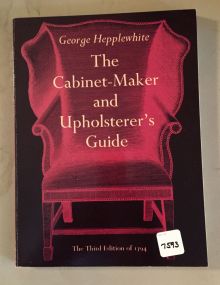 George Hepplewhite
The
Cabinet-Maker
and
Upholsterer's
Guide
The Third Edition of 1794
7593